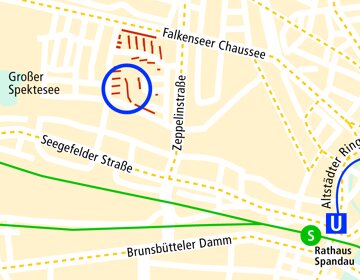 Falkenseer Chaussee
Großer
Spektesee
Zeppelinstraße
Seegefelder Straße
Altstädter Ring
U
S
Rathaus
Spandau
Brunsbütteler Damm